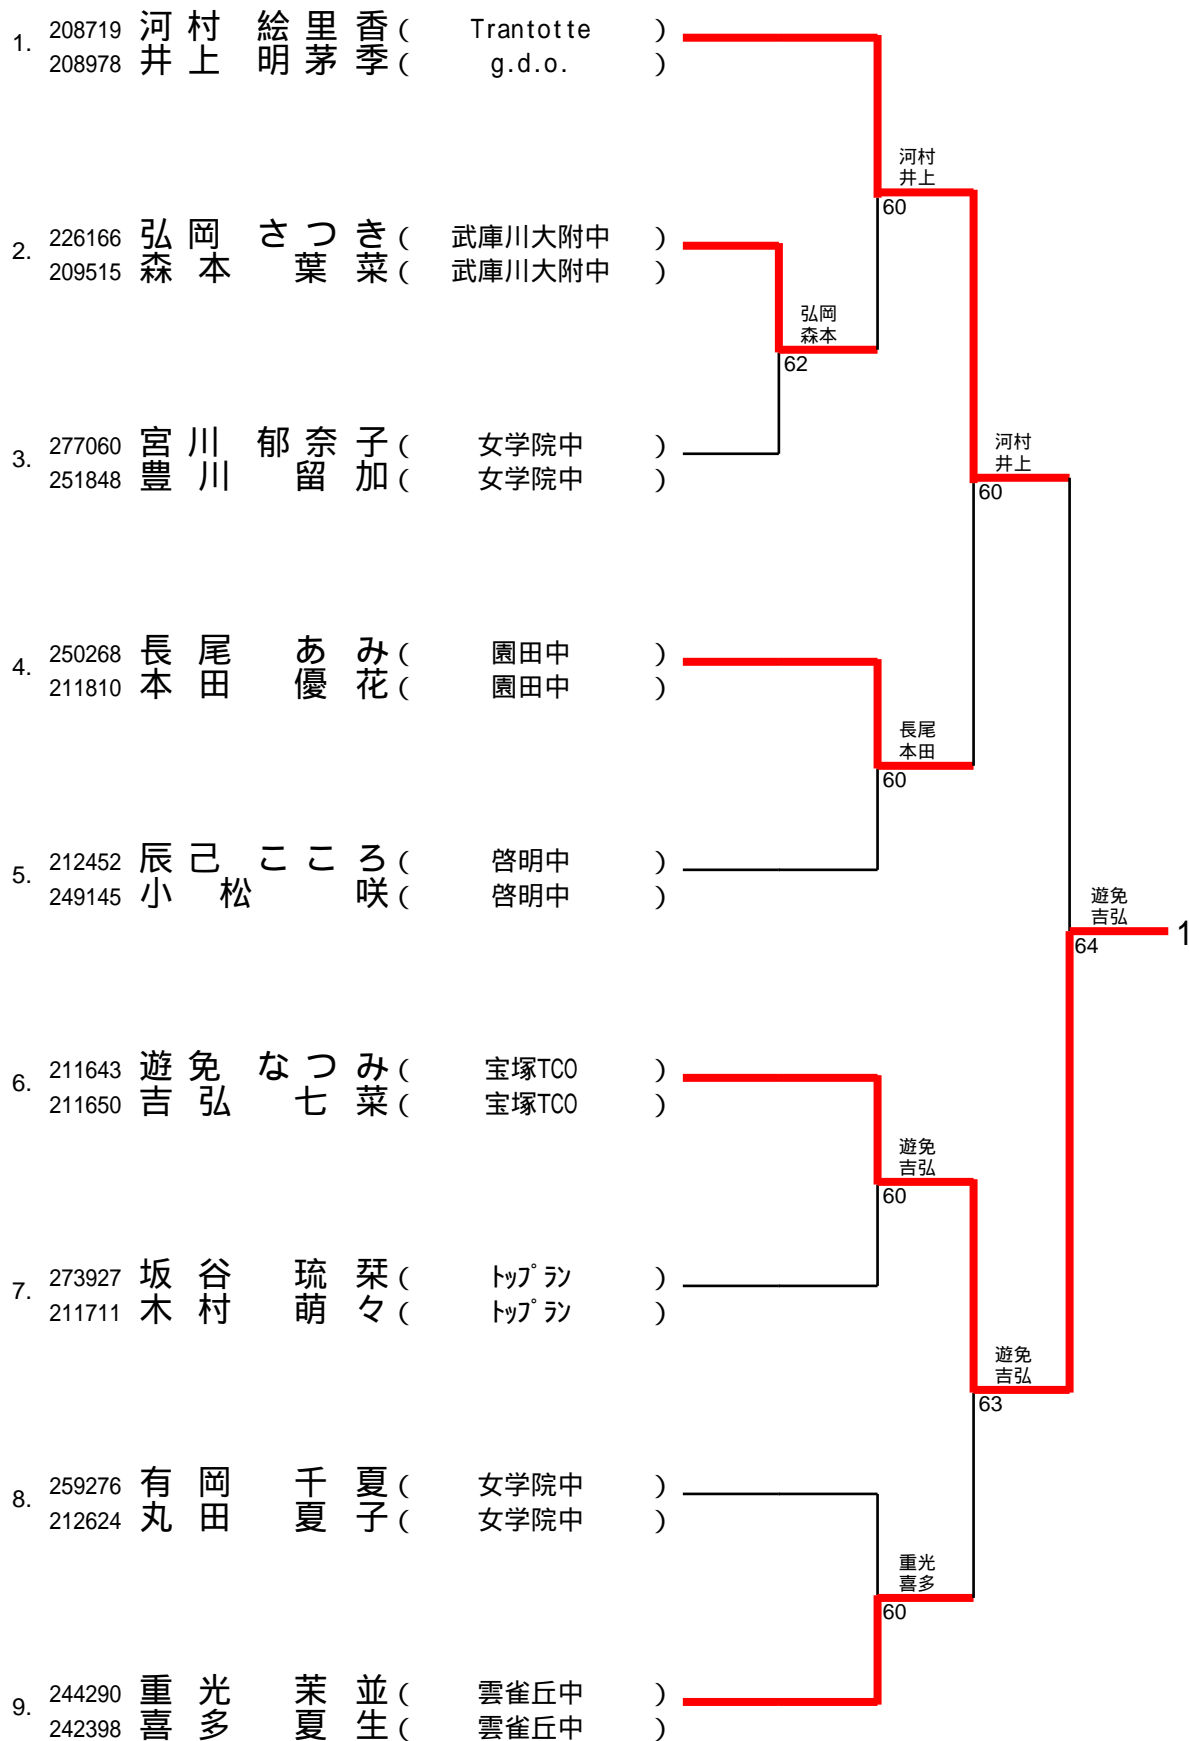 1. 208719 河村 絵里香 ( Trantotte )
208978 井上 明茅季 ( g.d.o. )
河村
井上
60
2. 226166 弘岡 さつき ( 武庫川大附中 )
209515 森本 葉菜 ( 武庫川大附中 )
弘岡
森本
62
3. 277060 宮川 郁奈子 ( 女学院中 )
251848 豊川 留加 ( 女学院中 )
河村
井上
60
4. 250268 長尾 あみ ( 園田中 )
211810 本田 優花 ( 園田中 )
長尾
本田
60
5. 212452 辰己 こころ ( 啓明中 )
249145 小松 咲 ( 啓明中 )
遊免
吉弘
64
1
6. 211643 遊免 なつみ ( 宝塚TCO )
211650 吉弘 七菜 ( 宝塚TCO )
遊免
吉弘
60
7. 273927 坂谷 琉栞 ( ﾄｯﾌﾟﾗﾝ )
211711 木村 萌々 ( ﾄｯﾌﾟﾗﾝ )
遊免
吉弘
63
8. 259276 有岡 千夏 ( 女学院中 )
212624 丸田 夏子 ( 女学院中 )
重光
喜多
60
9. 244290 重光 茉並 ( 雲雀丘中 )
242398 喜多 夏生 ( 雲雀丘中 )